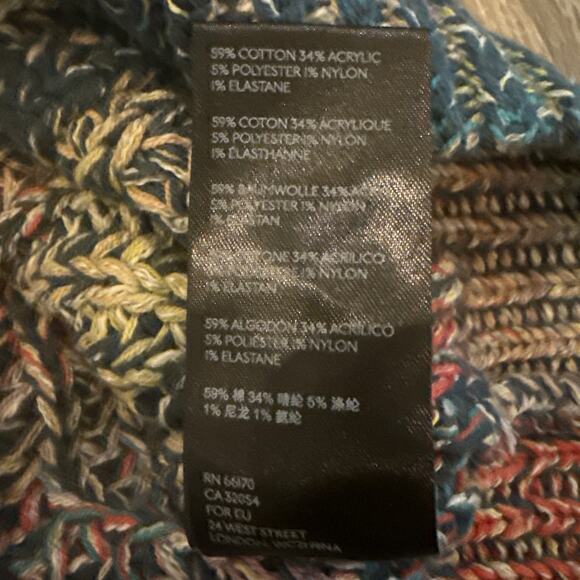 59% COTTON 34% ACRYLIC
5% POLYESTER 1% NYLON
1% ELASTANE
59% COTON 34% ACRYLIQUE
5% POLYESTER 1% NYLON
1% ÉLASTHANNE
59% BAUMWOLLE 34%
5% POLYESTER 1% NYLON
1% ELASTAN
34% ACRILICO
1% NYLON
1% ELASTAN
59% ALGODON 34% ACRILICO
5% POLIESTER 1% NYLON
1% ELASTANE
59% 棉 34% 晴纶 5% 涤纶
1% 尼龙 1% 氨纶
RN 66170
CA 32054
FOR EU
24 WEST STREET
LONDON,